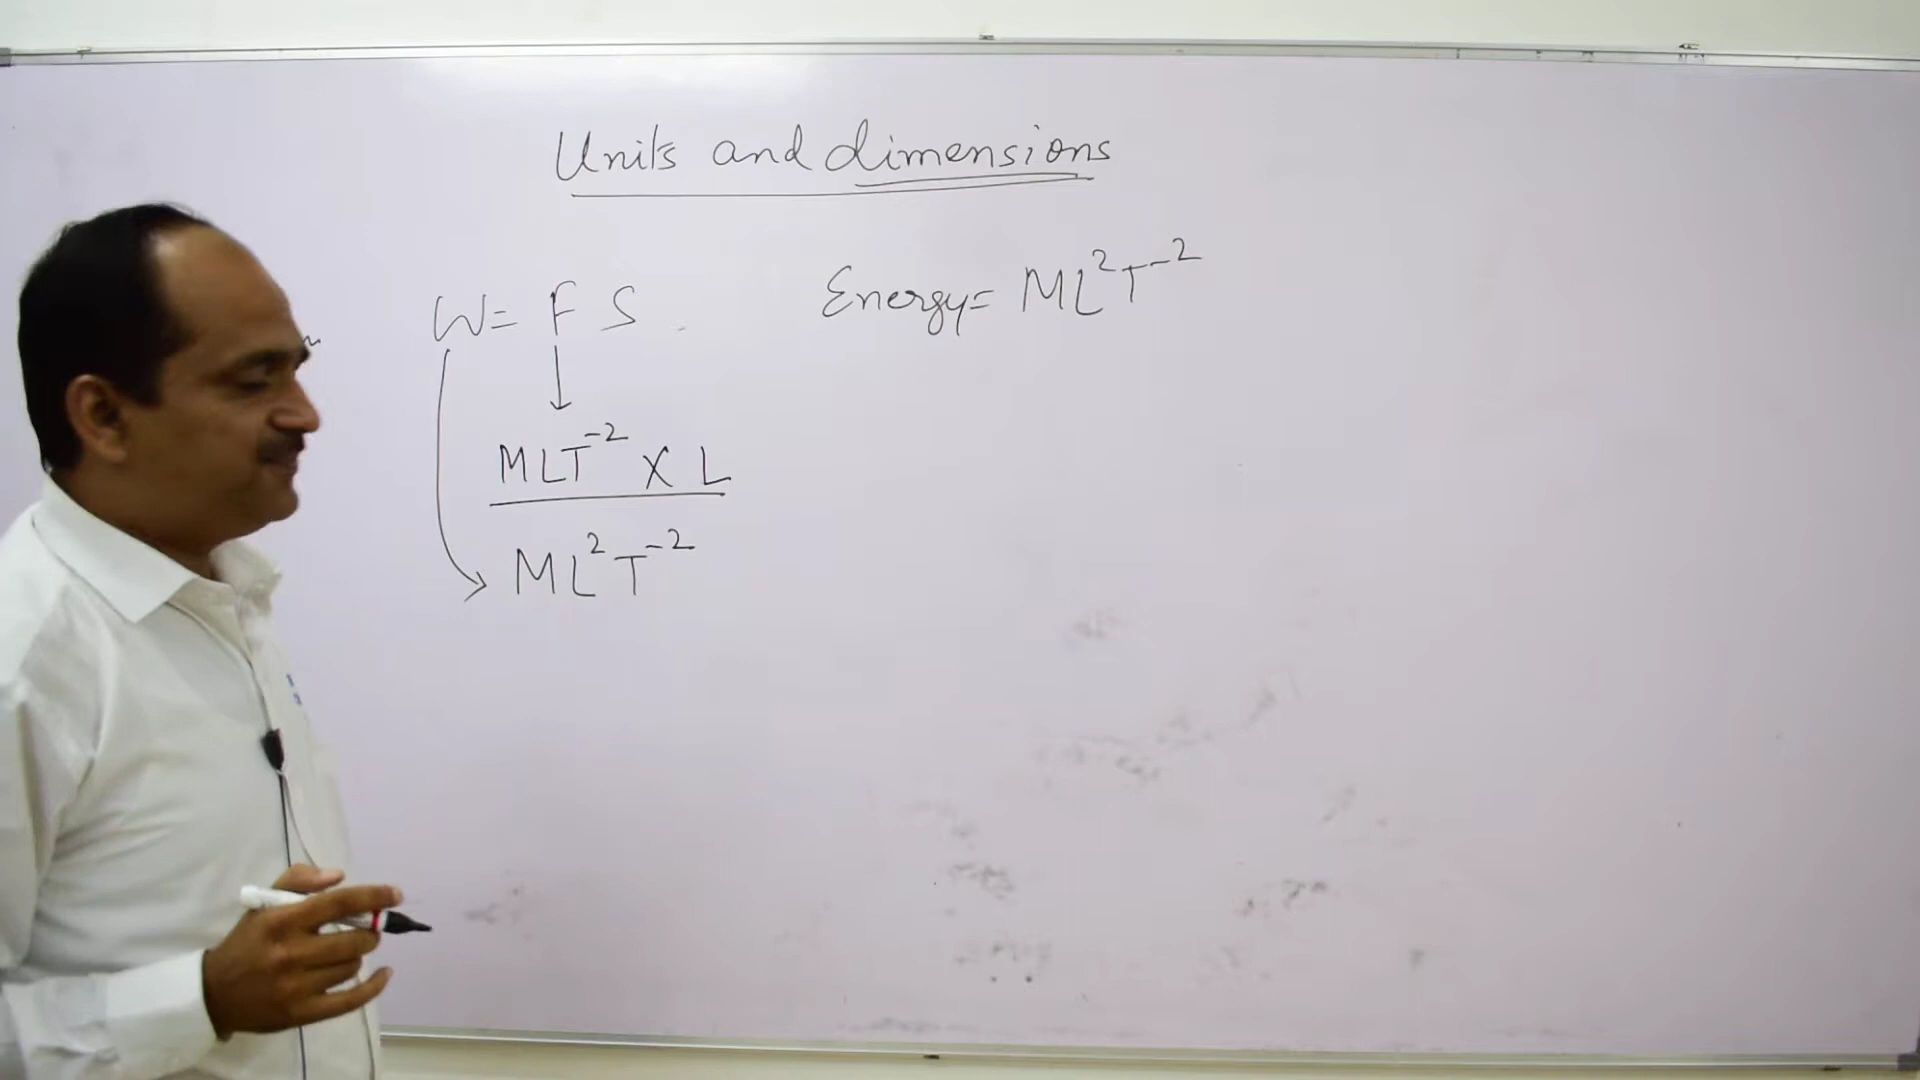 Units and dimensions
W= F S
Energy= ML²T⁻²
MLT⁻² X L
ML²T⁻²